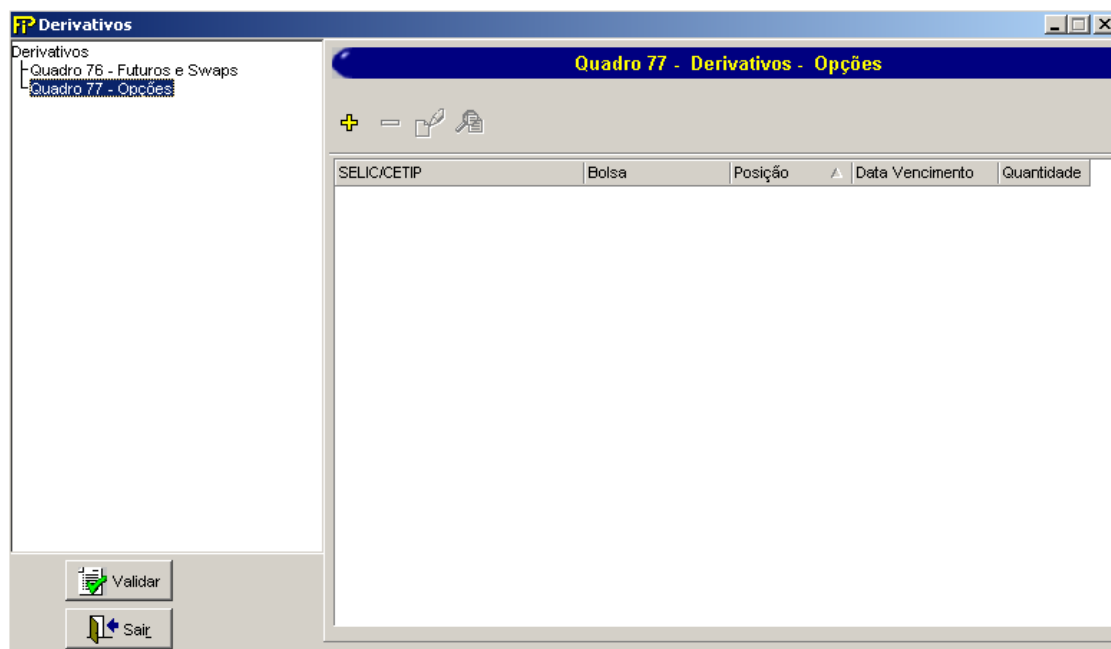 FiP Derivativos
Derivativos
Quadro 76 - Futuros e Swaps
Quadro 77 - Opções
Quadro 77 - Derivativos - Opções
SELIC/CETIP Bolsa Posição Data Vencimento Quantidade
Validar
Sair